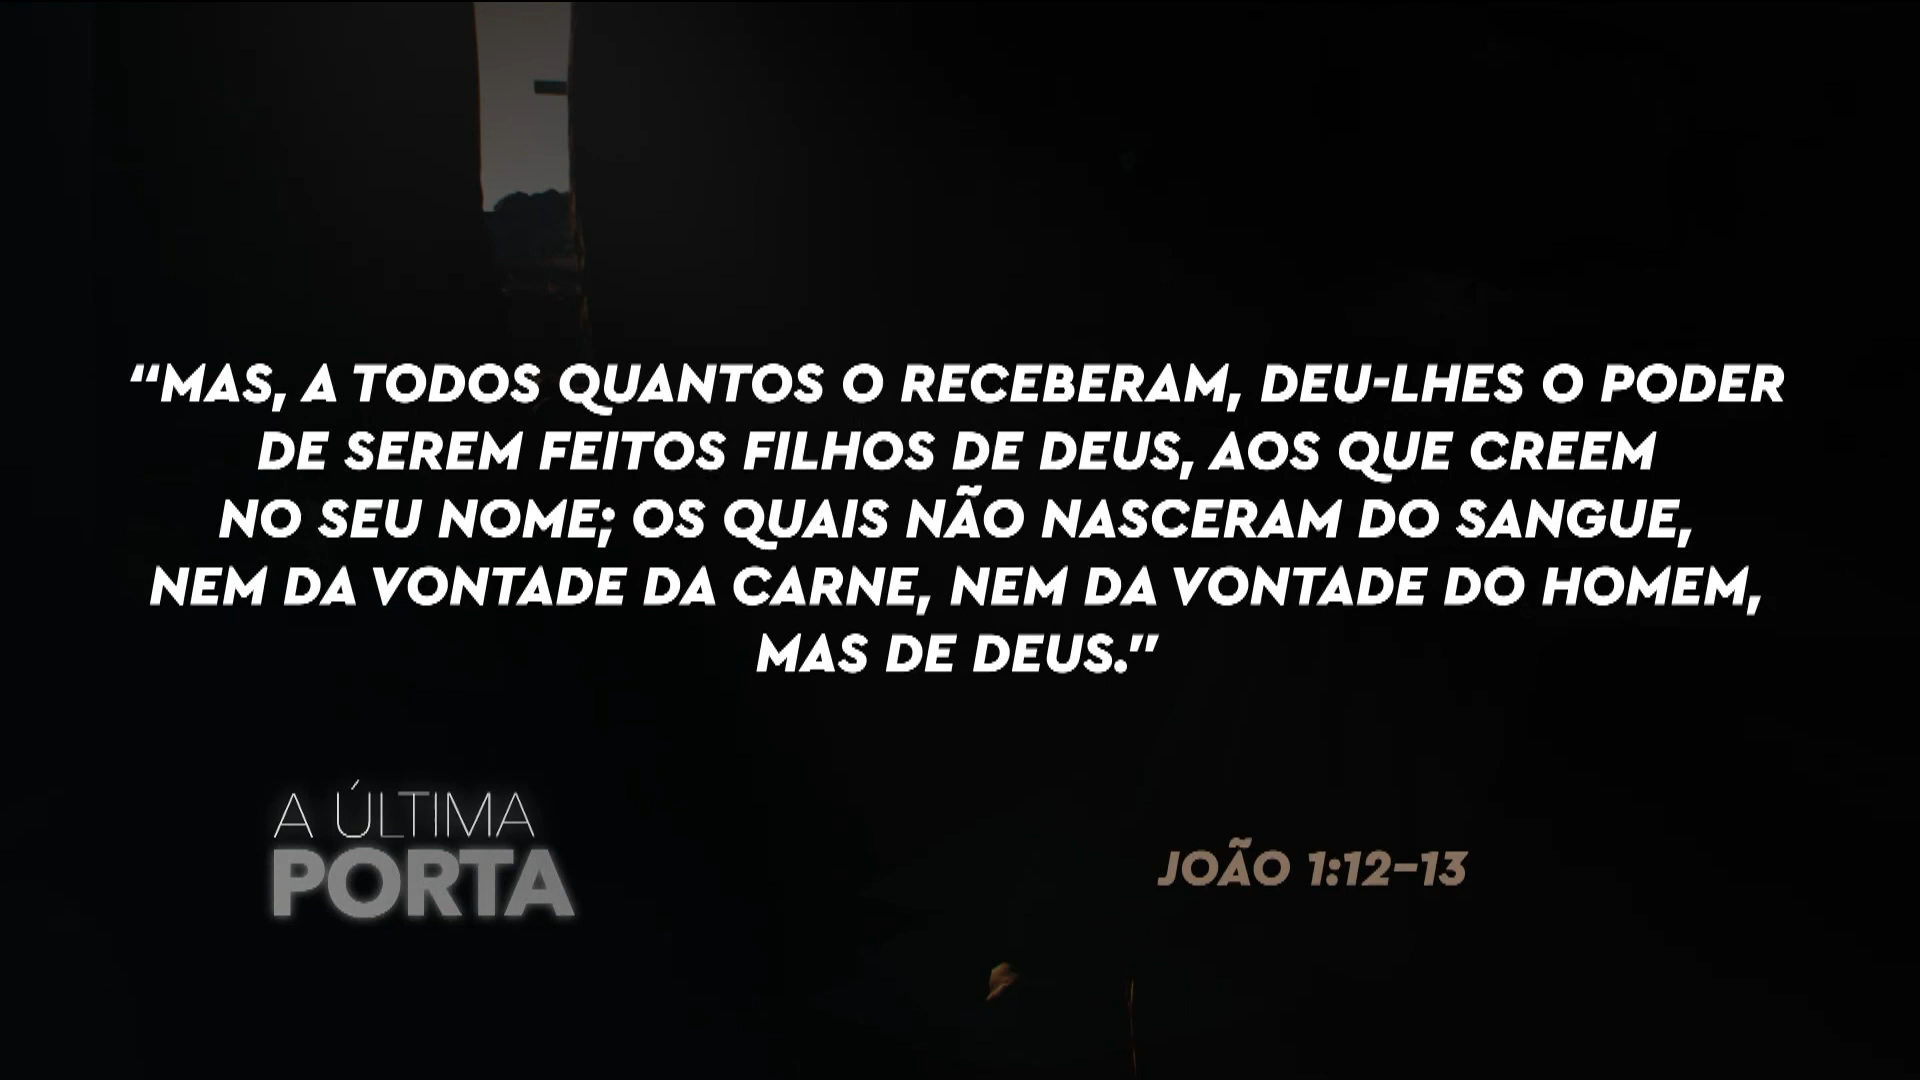 “MAS, A TODOS QUANTOS O RECEBERAM, DEU-LHES O PODER
DE SEREM FEITOS FILHOS DE DEUS, AOS QUE CREEM
NO SEU NOME; OS QUAIS NÃO NASCERAM DO SANGUE,
NEM DA VONTADE DA CARNE, NEM DA VONTADE DO HOMEM,
MAS DE DEUS.”
A ÚLTIMA
PORTA
JOÃO 1:12-13